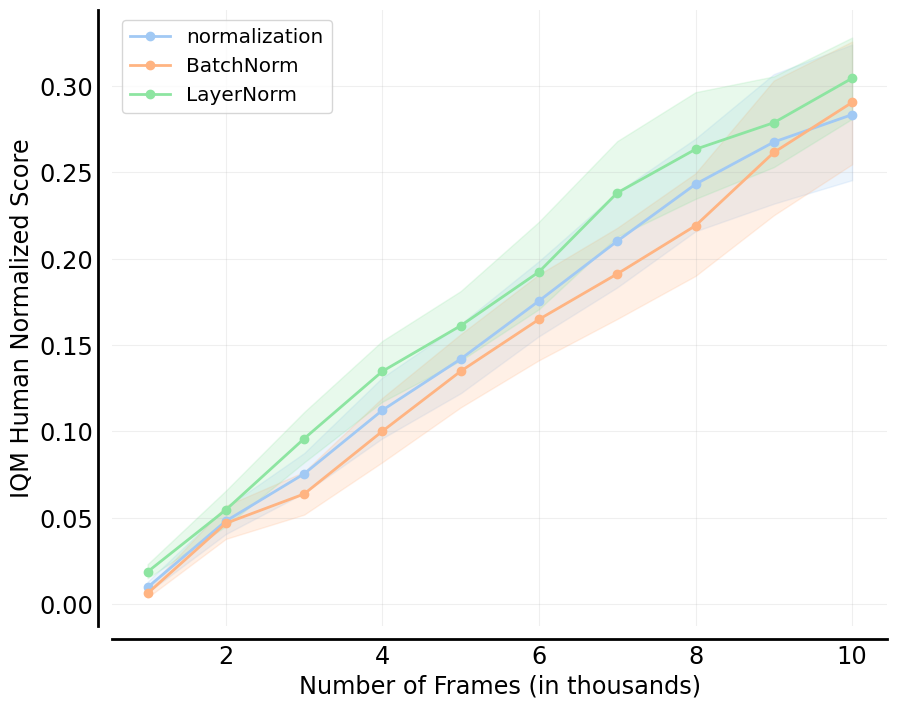 normalization
BatchNorm
LayerNorm
IQM Human Normalized Score
0.30
0.25
0.20
0.15
0.10
0.05
0.00
2 4 6 8 10
Number of Frames (in thousands)